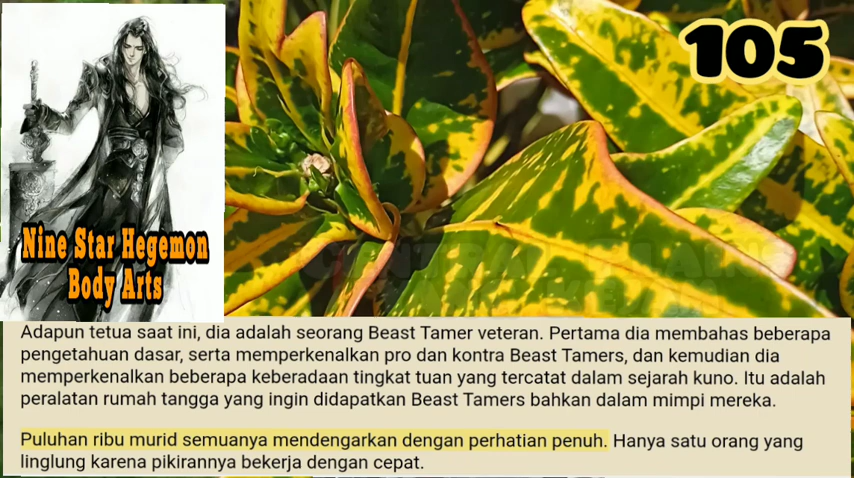 105
Nine Star Hegemon
Body Arts
Adapun tetua saat ini, dia adalah seorang Beast Tamer veteran. Pertama dia membahas beberapa
pengetahuan dasar, serta memperkenalkan pro dan kontra Beast Tamers, dan kemudian dia
memperkenalkan beberapa keberadaan tingkat tuan yang tercatat dalam sejarah kuno. Itu adalah
peralatan rumah tangga yang ingin didapatkan Beast Tamers bahkan dalam mimpi mereka.
Puluhan ribu murid semuanya mendengarkan dengan perhatian penuh. Hanya satu orang yang
linglung karena pikirannya bekerja dengan cepat.